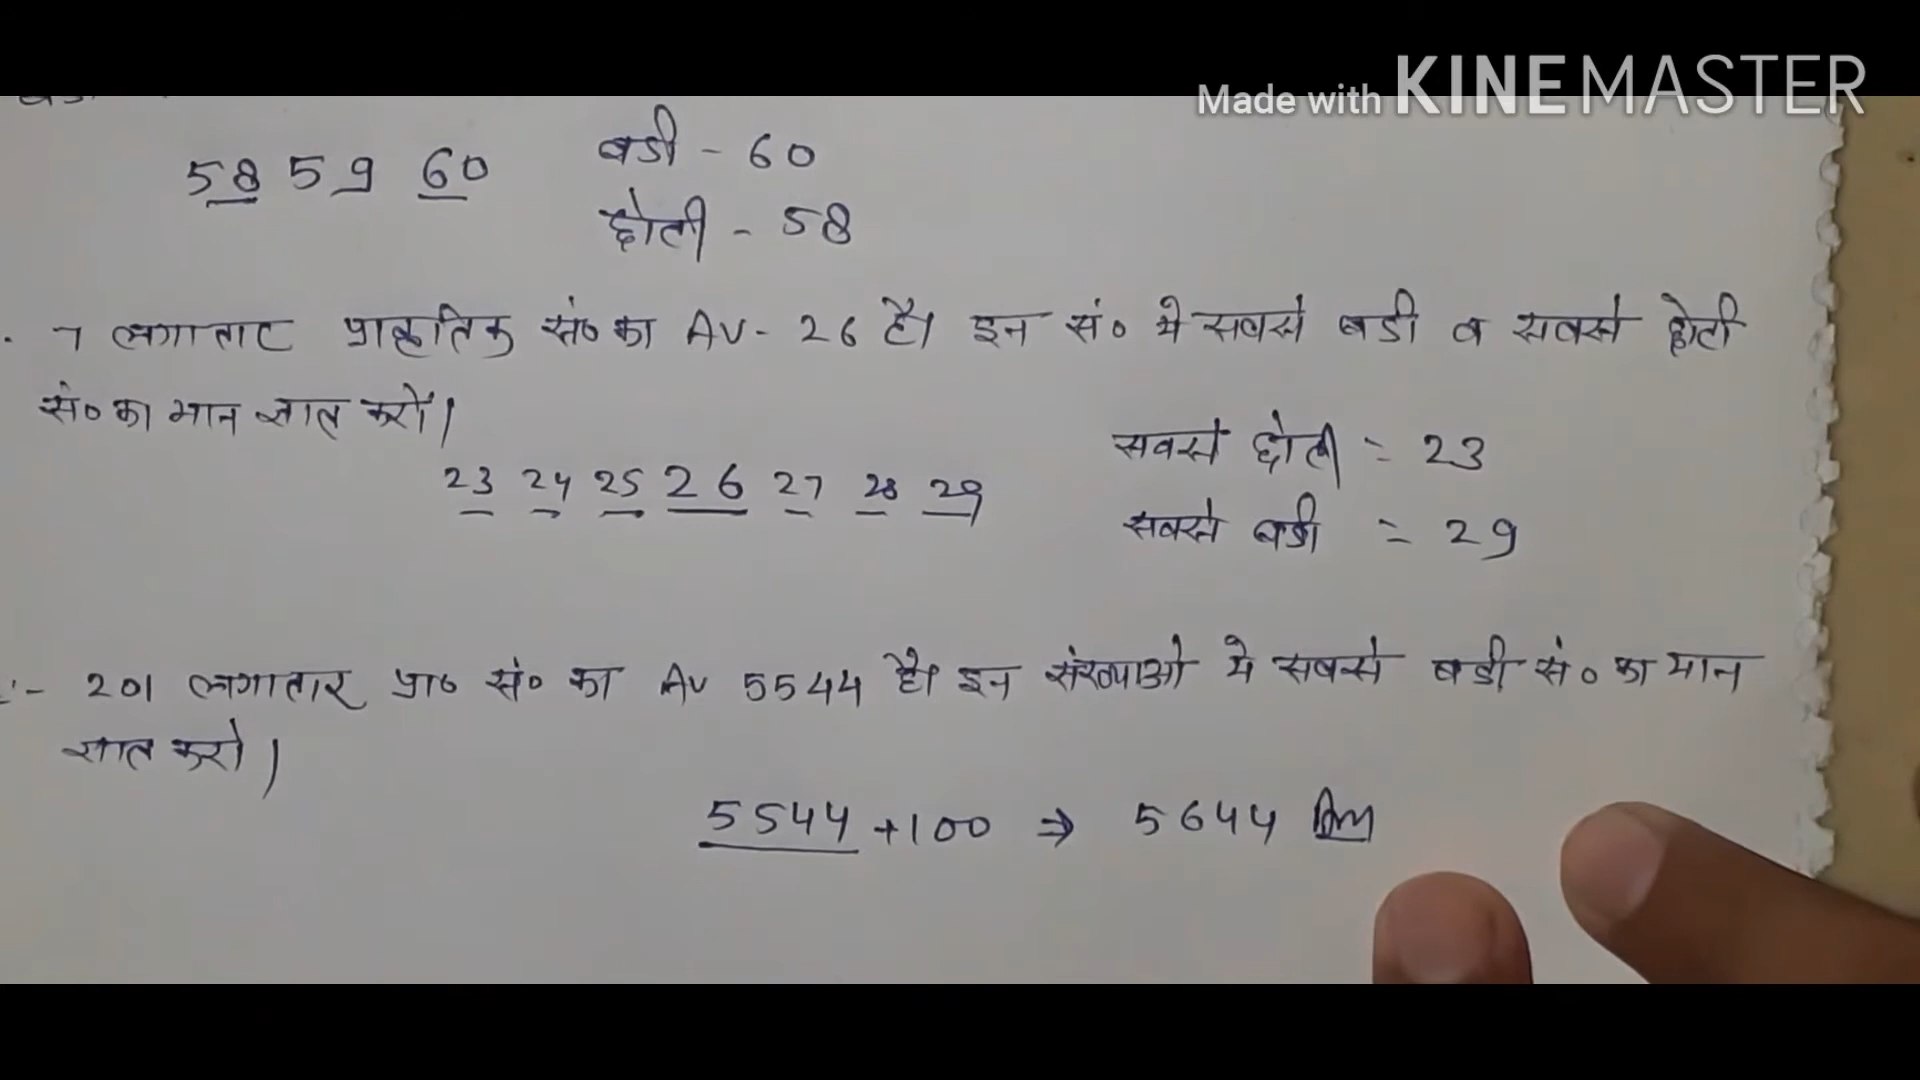 Made with KINEMASTER
58 59 60
बडी - 60
छोटी - 58
7 लगातार प्राकृतिक सं० का AV - 26 है। इन सं० मे सबसे बडी व सबसे छोटी
सं० का मान ज्ञात करों।
23 24 25 26 27 28 29
सबसे छोटी = 23
सबसे बडी = 29
:- 201 लगातार प्रा० सं० का Av 5544 है। इन संख्याओ मे सबसे बडी सं० का मान
ज्ञात करो।
5544 + 100 ⇒ 5644 Ans